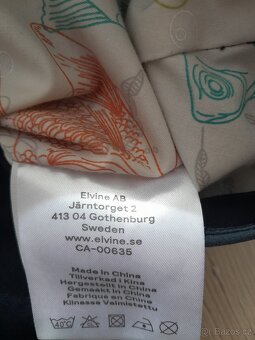 Elvine AB
Järntorget 2
413 04 Gothenburg
Sweden
www.elvine.se
CA-00635
Made in China
Tillverkad i Kina
Hergestellt in China
Gemaakt in China
Fabriqué en Chine
Kiinassa Valmistettu
40°C